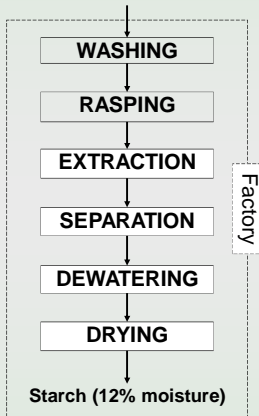 WASHING
RASPING
EXTRACTION
Factory
SEPARATION
DEWATERING
DRYING
Starch (12% moisture)